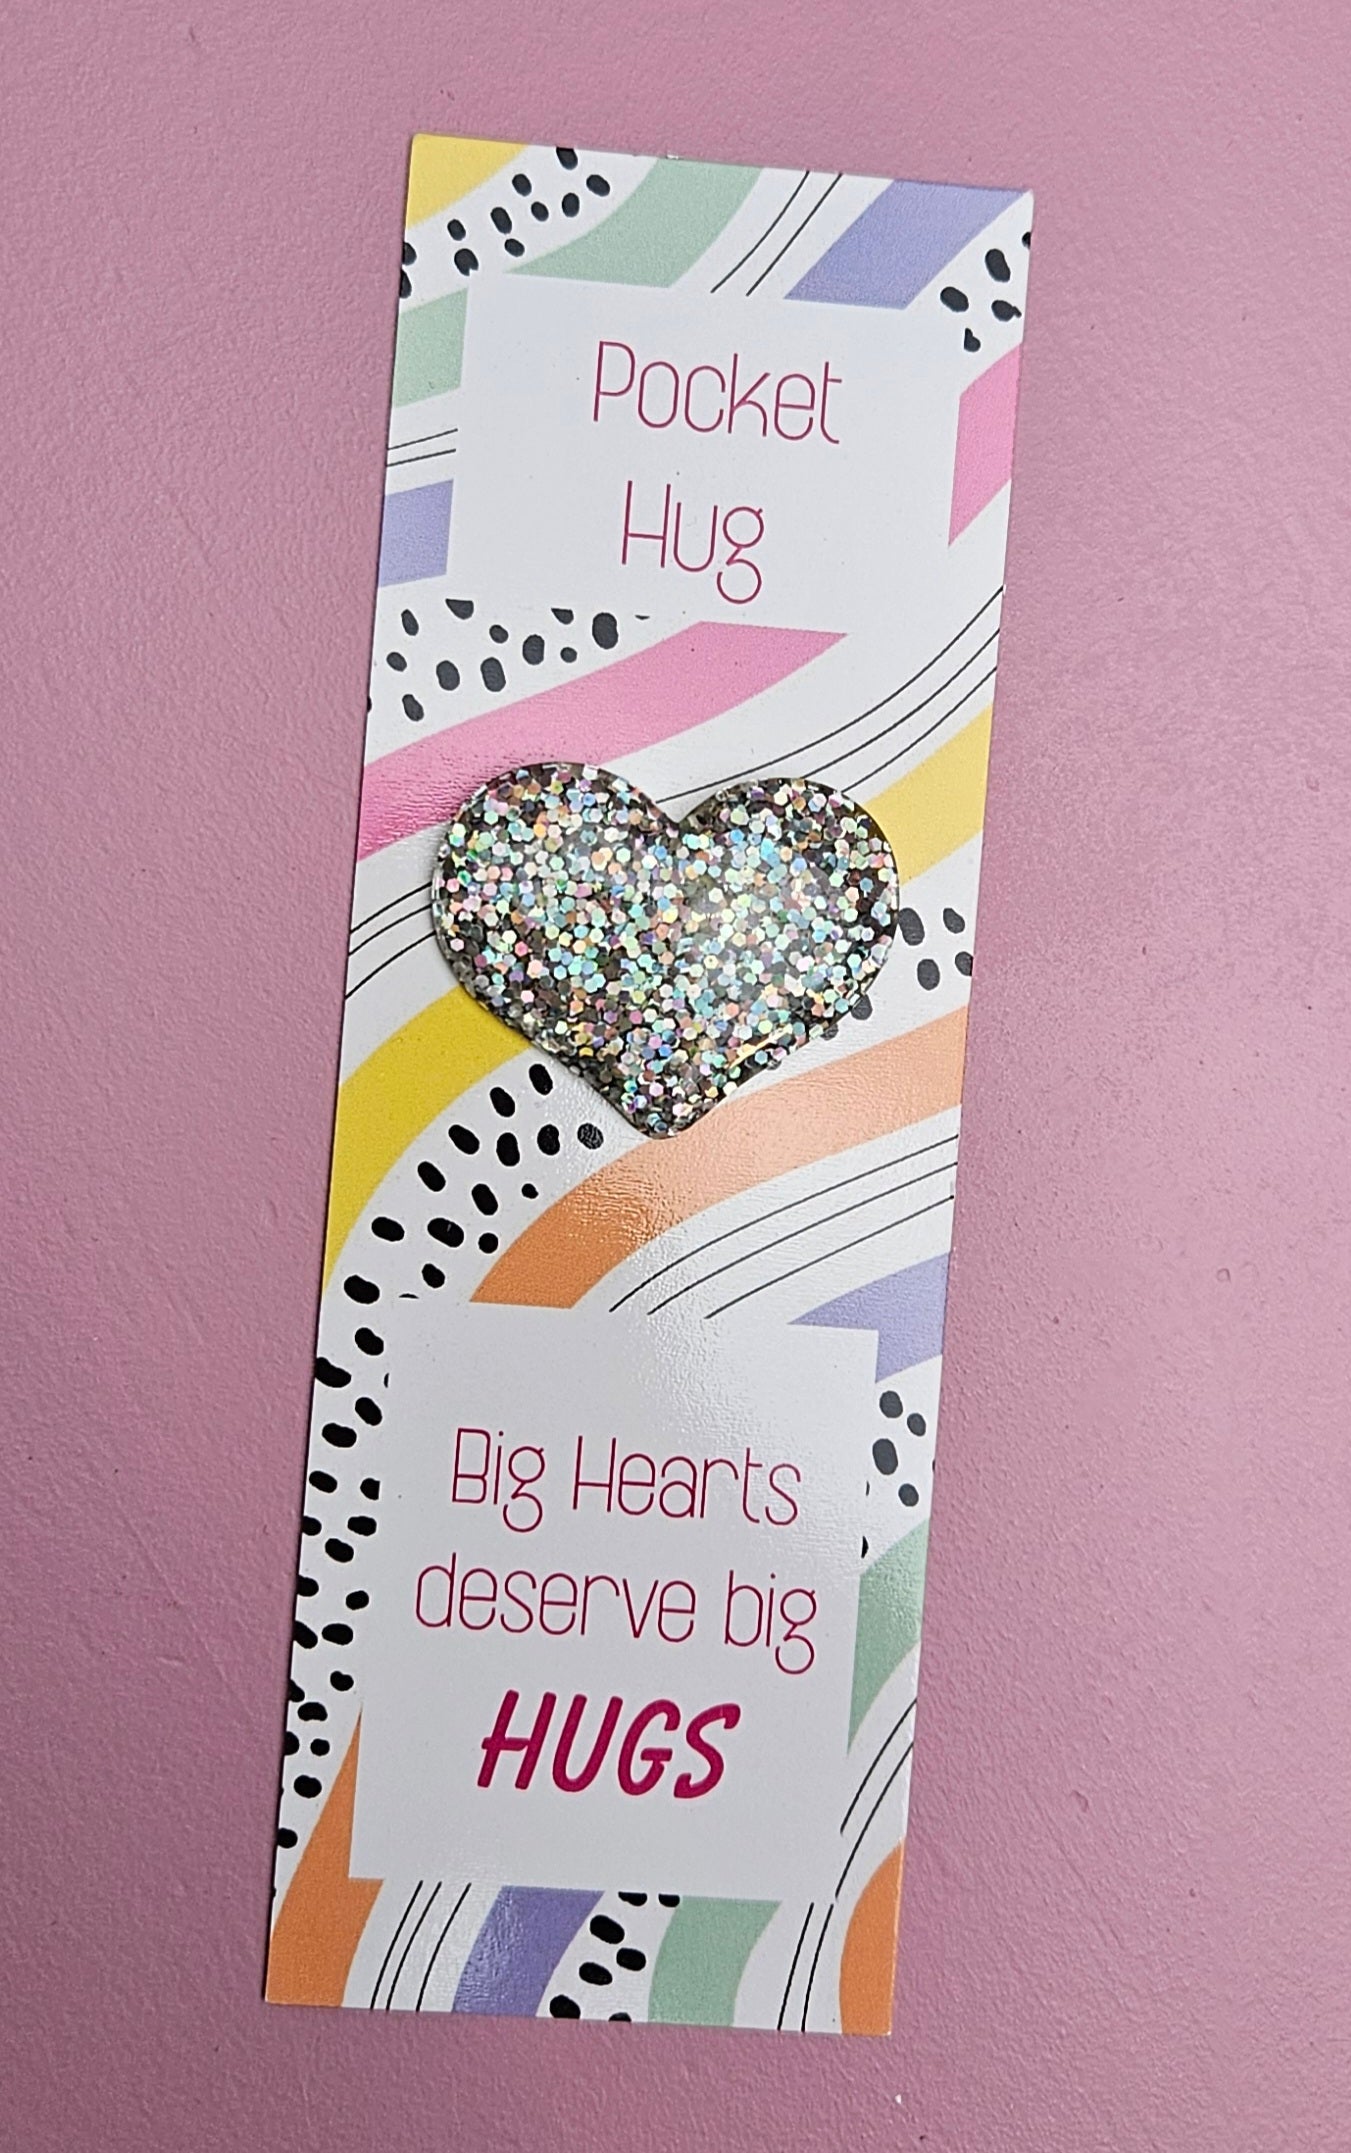 Pocket
Hug
Big Hearts
deserve big
HUGS